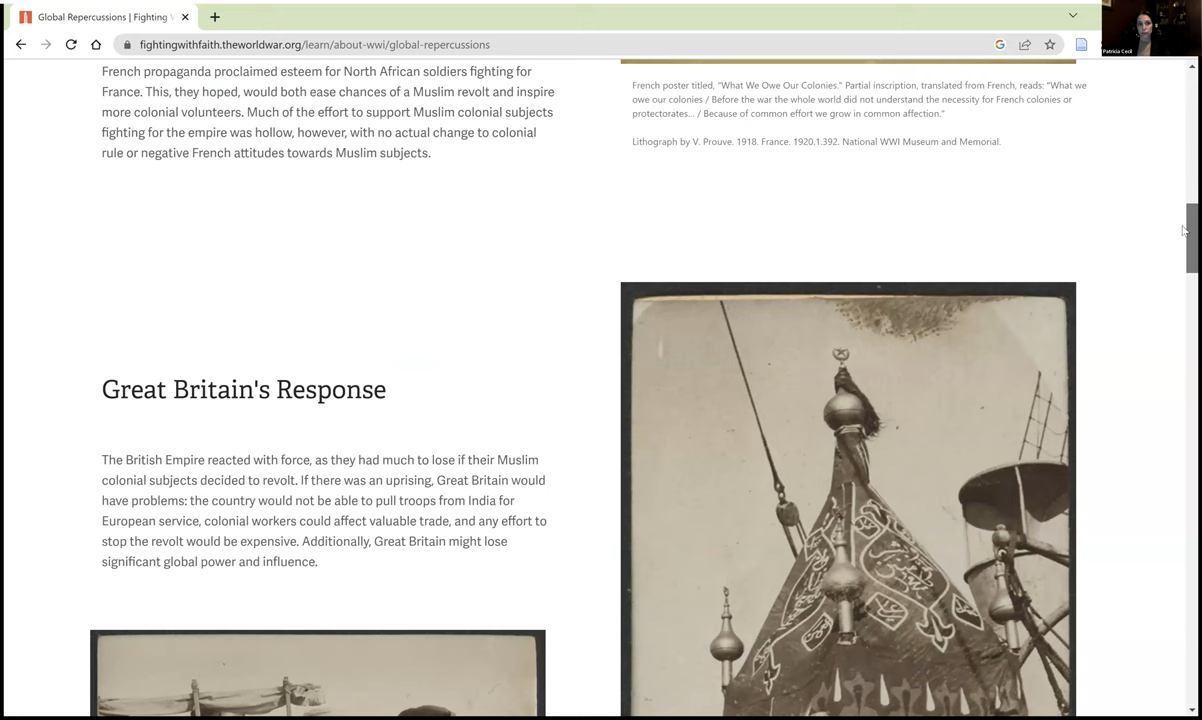 Global Repercussions | Fighting
fightingwithfaith.theworldwar.org/learn/about-wwi/global-repercussions
Patricia Cecil
French propaganda proclaimed esteem for North African soldiers fighting for
France. This, they hoped, would both ease chances of a Muslim revolt and inspire
more colonial volunteers. Much of the effort to support Muslim colonial subjects
fighting for the empire was hollow, however, with no actual change to colonial
rule or negative French attitudes towards Muslim subjects.
French poster titled, "What We Owe Our Colonies." Partial inscription, translated from French, reads: "What we
owe our colonies / Before the war the whole world did not understand the necessity for French colonies or
protectorates... / Because of common effort we grow in common affection."
Lithograph by V. Prouve. 1918. France. 1920.1.392. National WWI Museum and Memorial.
Great Britain's Response
The British Empire reacted with force, as they had much to lose if their Muslim
colonial subjects decided to revolt. If there was an uprising, Great Britain would
have problems: the country would not be able to pull troops from India for
European service, colonial workers could affect valuable trade, and any effort to
stop the revolt would be expensive. Additionally, Great Britain might lose
significant global power and influence.